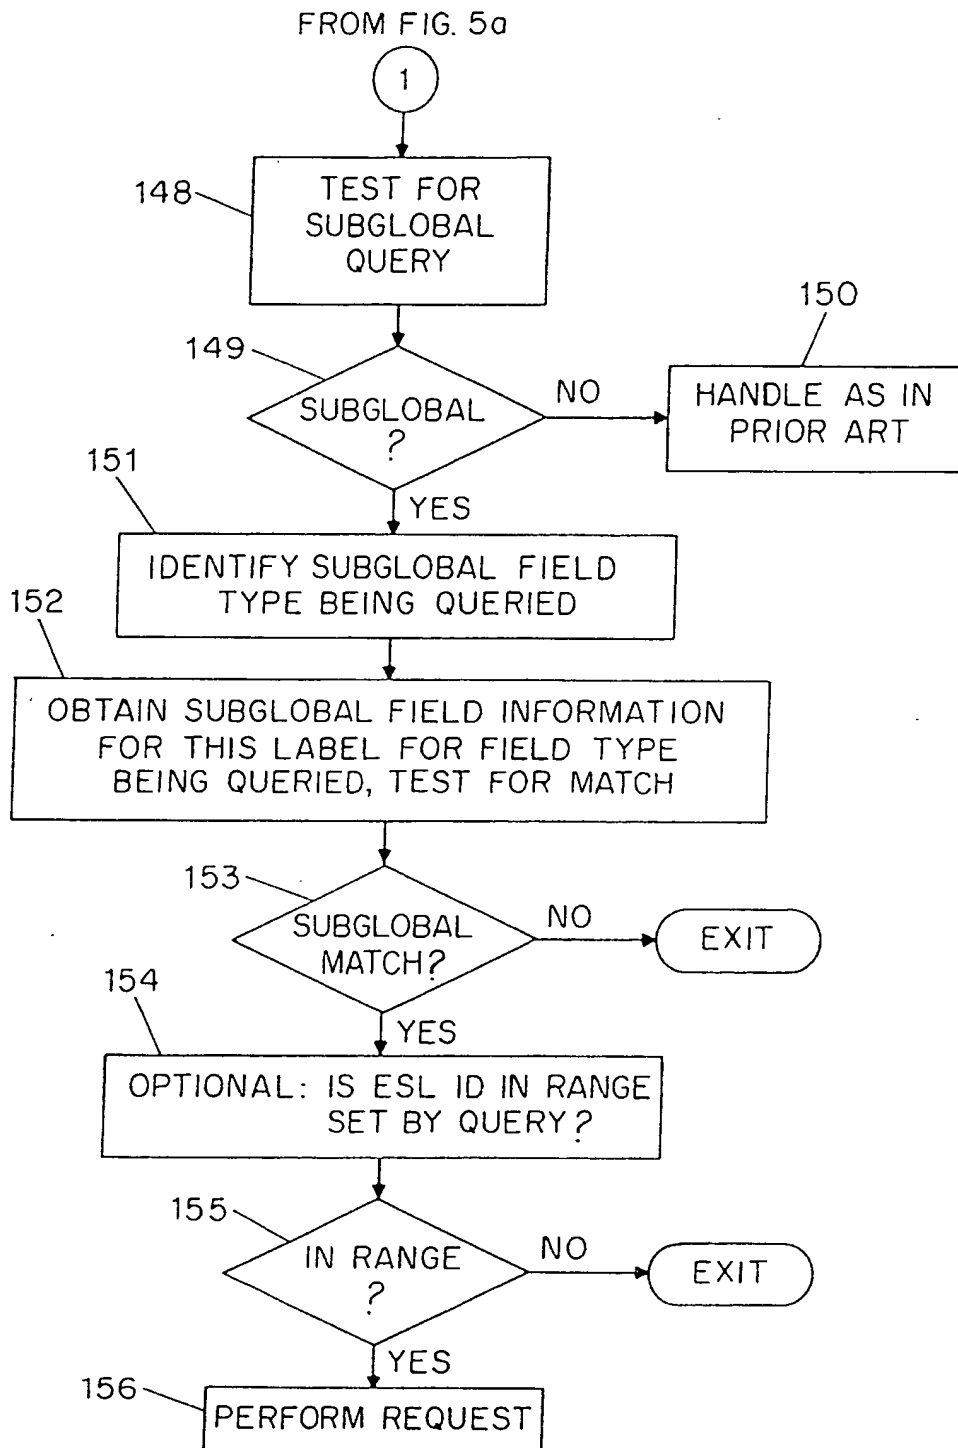 FROM FIG. 5a
1
148
TEST FOR
SUBGLOBAL
QUERY
149
SUBGLOBAL
?
NO
150
HANDLE AS IN
PRIOR ART
YES
151
IDENTIFY SUBGLOBAL FIELD
TYPE BEING QUERIED
152
OBTAIN SUBGLOBAL FIELD INFORMATION
FOR THIS LABEL FOR FIELD TYPE
BEING QUERIED, TEST FOR MATCH
153
SUBGLOBAL
MATCH?
NO
EXIT
YES
154
OPTIONAL: IS ESL ID IN RANGE
SET BY QUERY?
155
IN RANGE
?
NO
EXIT
YES
156
PERFORM REQUEST